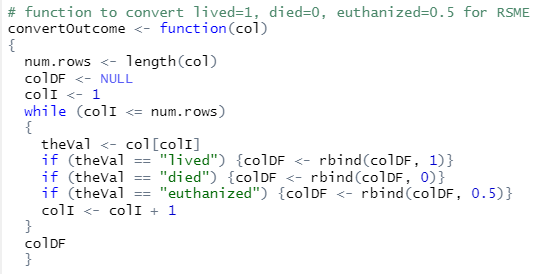 # function to convert lived=1, died=0, euthanized=0.5 for RSME
convertOutcome <- function(col)
{
  num.rows <- length(col)
  colDF <- NULL
  colI <- 1
  while (colI <= num.rows)
  {
    theVal <- col[colI]
    if (theVal == "lived") {colDF <- rbind(colDF, 1)}
    if (theVal == "died") {colDF <- rbind(colDF, 0)}
    if (theVal == "euthanized") {colDF <- rbind(colDF, 0.5)}
    colI <- colI + 1
  }
  colDF
  }